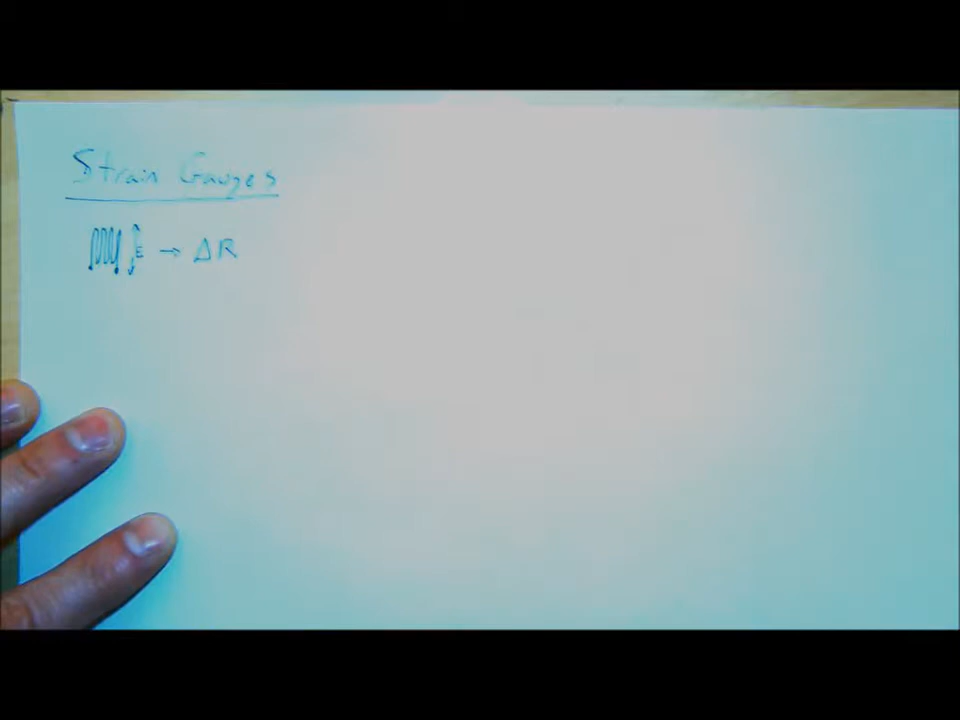 Strain Gauges
ε → ΔR